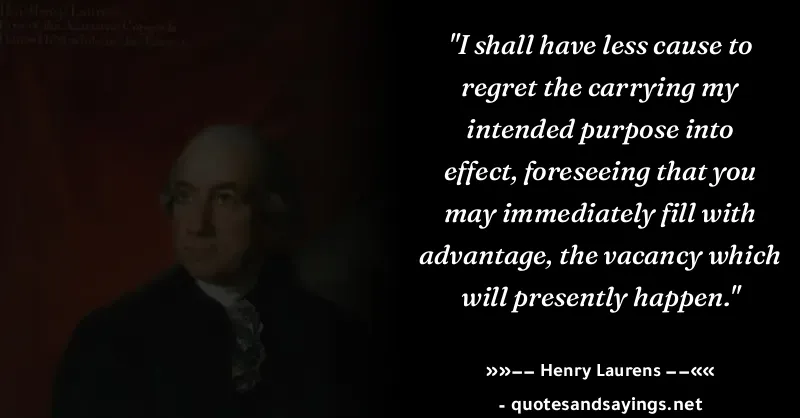 "I shall have less cause to
regret the carrying my
intended purpose into
effect, foreseeing that you
may immediately fill with
advantage, the vacancy which
will presently happen."
»»–– Henry Laurens ––««
- quotesandsayings.net